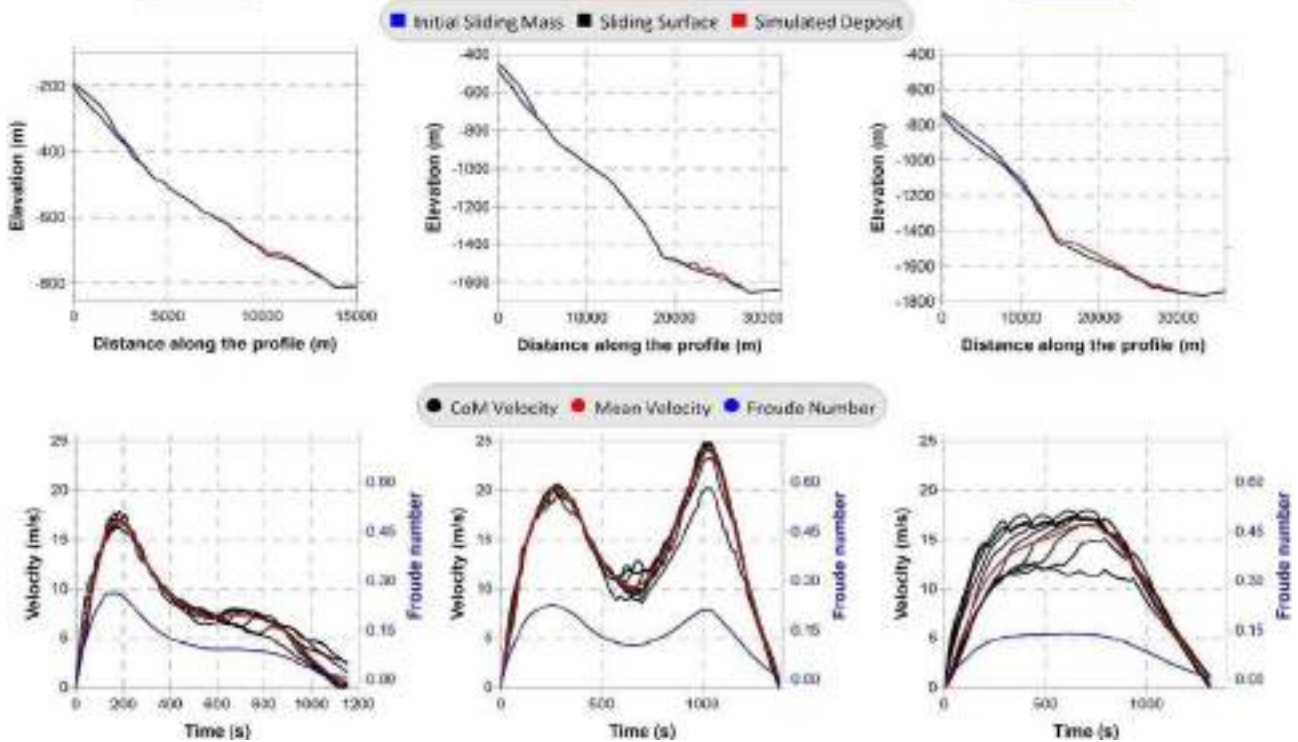 Initial Sliding Mass Sliding Surface Simulated Deposit
-200
-400
-600
-800
Elevation (m)
0 5000 10000 15000
Distance along the profile (m)
-400
-600
-800
-1000
-1200
-1400
-1600
Elevation (m)
0 10000 20000 30000
Distance along the profile (m)
-400
-600
-800
-1000
-1200
-1400
-1600
-1800
Elevation (m)
0 10000 20000 30000
Distance along the profile (m)
CoM Velocity Mean Velocity Froude Number
25
20
15
10
5
0
Velocity (m/s)
0.60
0.45
0.30
0.15
0.00
Froude number
0 200 400 600 800 1000 1200
Time (s)
25
20
15
10
5
0
Velocity (m/s)
0.60
0.45
0.30
0.15
0.00
Froude number
0 500 1000
Time (s)
25
20
15
10
5
0
Velocity (m/s)
0.60
0.45
0.30
0.15
0.00
Froude number
0 500 1000
Time (s)